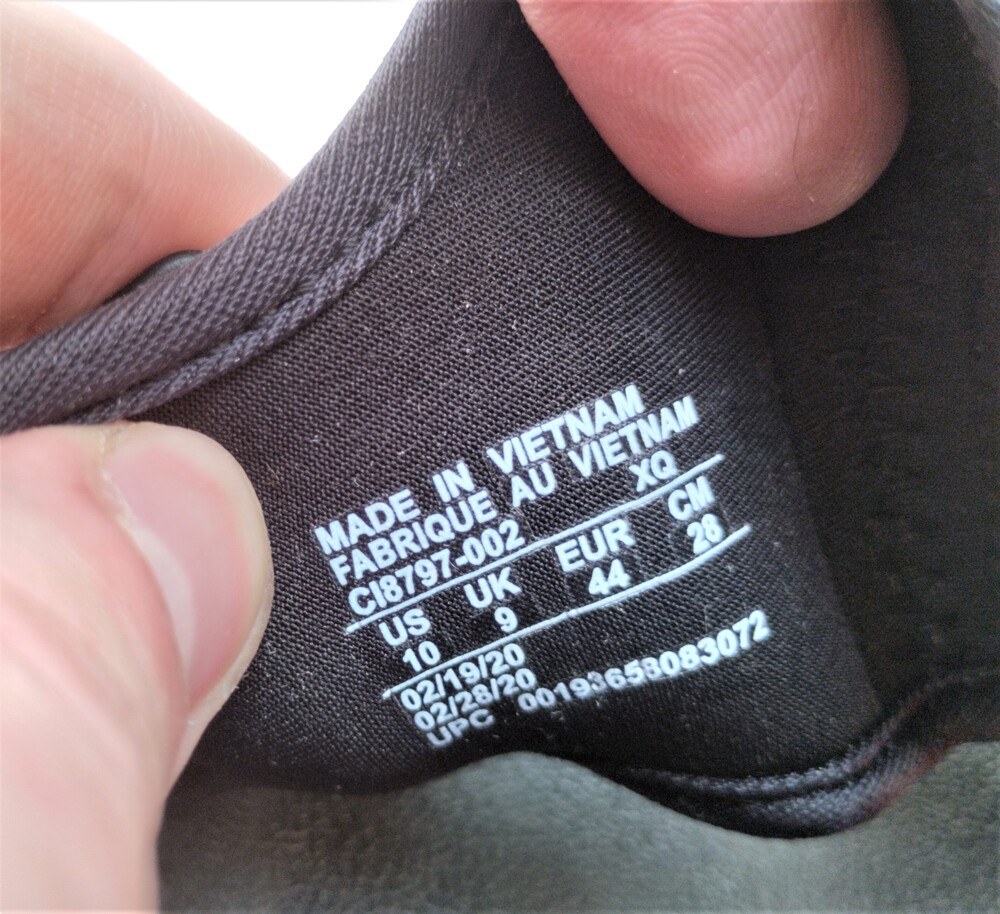 MADE IN VIETNAM
FABRIQUE AU VIETNAM
CI8797-002 XQ
US UK EUR CM
10 9 44 28
02/19/20
02/28/20
UPC 00193658083072